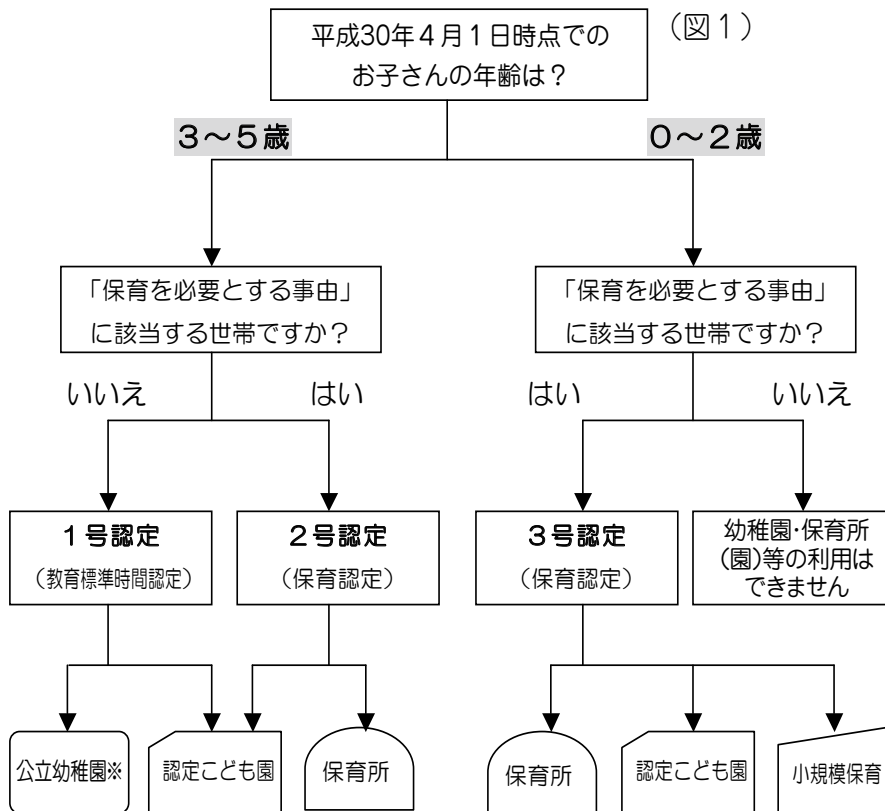 平成30年４月１日時点での
お子さんの年齢は？
（図１）
３～５歳
０～２歳
「保育を必要とする事由」
に該当する世帯ですか？
「保育を必要とする事由」
に該当する世帯ですか？
いいえ
はい
はい
いいえ
１号認定
（教育標準時間認定）
２号認定
（保育認定）
３号認定
（保育認定）
幼稚園・保育所
(園)等の利用は
できません
公立幼稚園※
認定こども園
保育所
保育所
認定こども園
小規模保育